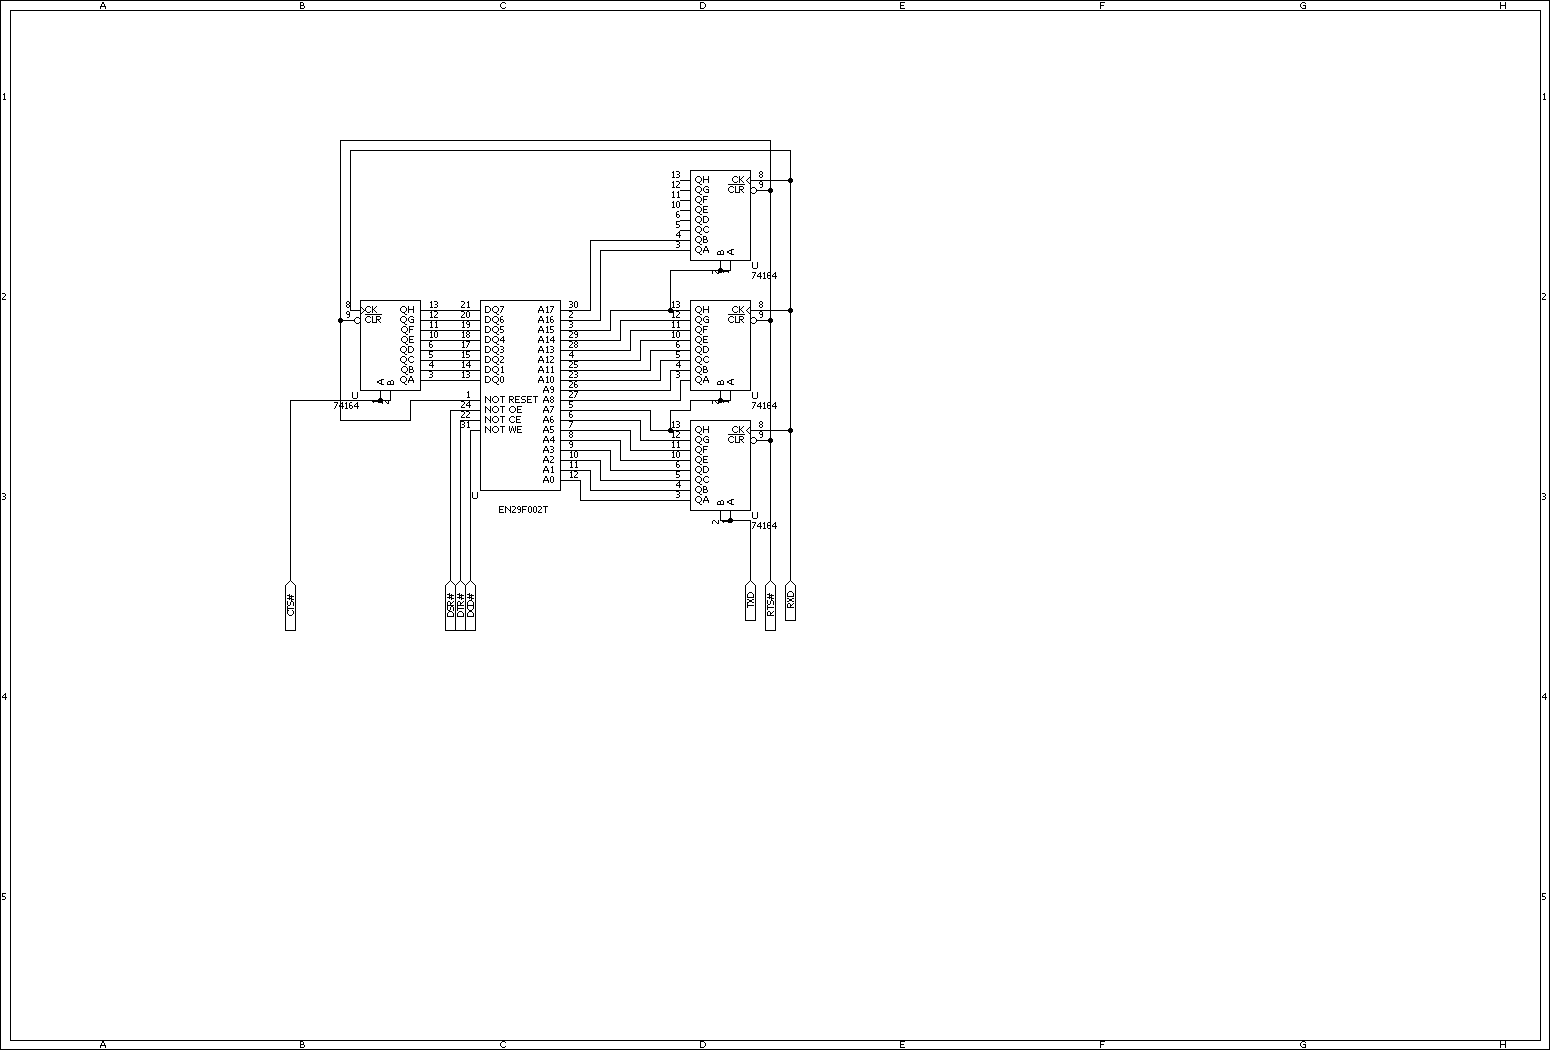 A B C D E F G H
1 1
13 QH CK 8
12 QG CLR 9
11 QF
10 QE
6 QD
5 QC
4 QB
3 QA B A
U
74164
2 2
8 CK QH 13 21 DQ7 A17 30 13 QH CK 8
9 CLR QG 12 20 DQ6 A16 2 12 QG CLR 9
QF 11 19 DQ5 A15 3 11 QF
QE 10 18 DQ4 A14 29 10 QE
QD 6 17 DQ3 A13 28 6 QD
QC 5 15 DQ2 A12 4 5 QC
QB 4 14 DQ1 A11 25 4 QB
A B QA 3 13 DQ0 A10 23 3 QA B A
A9 26
U 1 NOT RESET A8 27 U
74164 24 NOT OE A7 5 74164
22 NOT CE A6 6
31 NOT WE A5 7 13 QH CK 8
A4 8 12 QG CLR 9
A3 9 11 QF
A2 10 10 QE
A1 11 6 QD
A0 12 5 QC
4 QB
3 3 QA B A 3
U 2 U
EN29F002T 74164
CTS# DSR# DTR# DCD# TXD RTS# RXD
4 4
5 5
A B C D E F G H